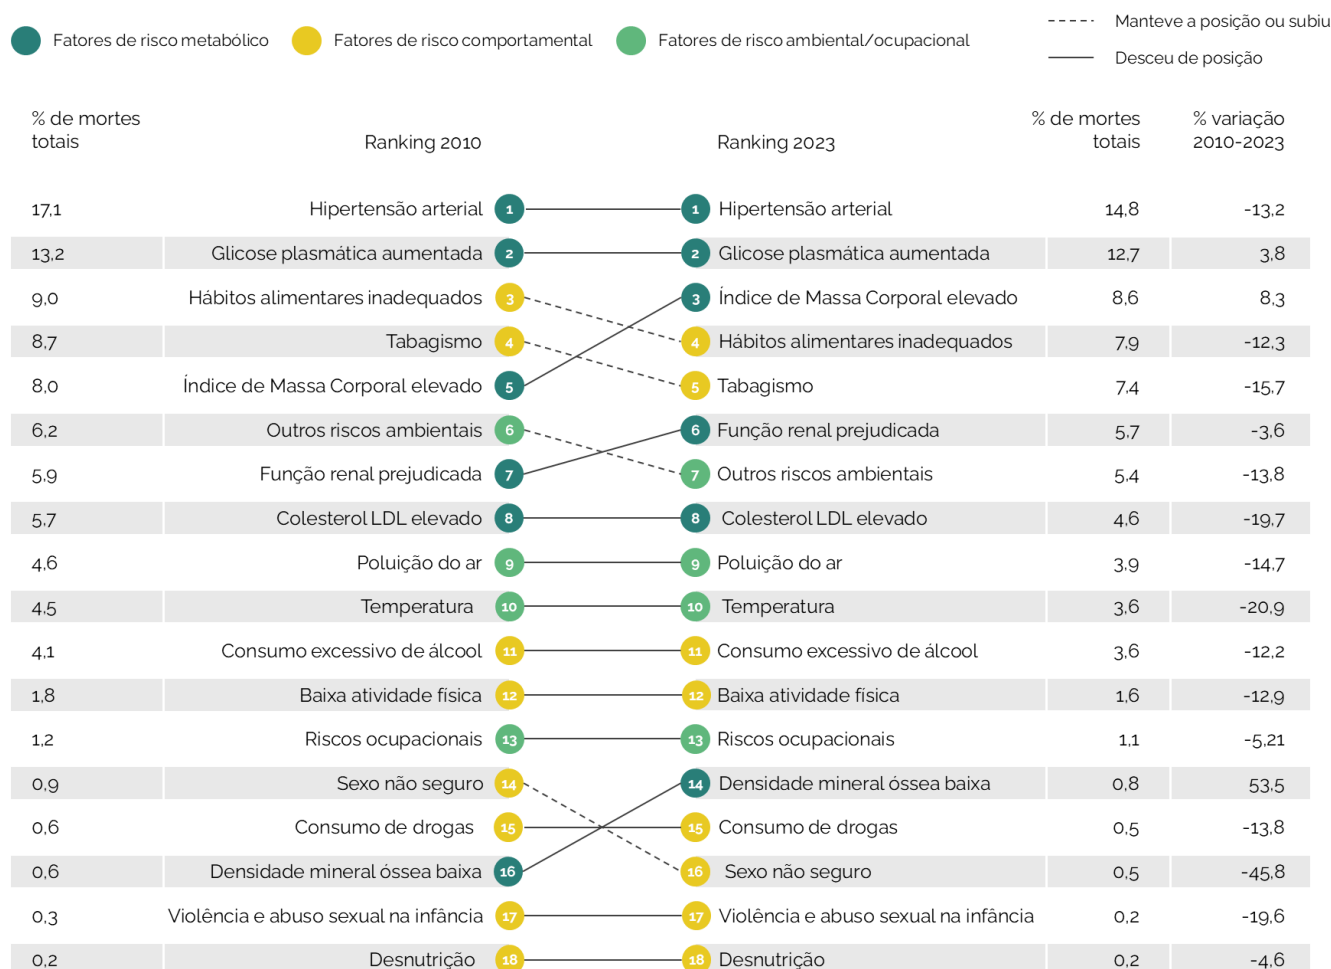 Fatores de risco metabólico
Fatores de risco comportamental
Fatores de risco ambiental/ocupacional
Manteve a posição ou subiu
Desceu de posição
% de mortes totais Ranking 2010 Ranking 2023 % de mortes totais % variação 2010-2023
17,1 Hipertensão arterial 1 1 Hipertensão arterial 14,8 -13,2
13,2 Glicose plasmática aumentada 2 2 Glicose plasmática aumentada 12,7 3,8
9,0 Hábitos alimentares inadequados 3 3 Índice de Massa Corporal elevado 8,6 8,3
8,7 Tabagismo 4 4 Hábitos alimentares inadequados 7,9 -12,3
8,0 Índice de Massa Corporal elevado 5 5 Tabagismo 7,4 -15,7
6,2 Outros riscos ambientais 6 6 Função renal prejudicada 5,7 -3,6
5,9 Função renal prejudicada 7 7 Outros riscos ambientais 5,4 -13,8
5,7 Colesterol LDL elevado 8 8 Colesterol LDL elevado 4,6 -19,7
4,6 Poluição do ar 9 9 Poluição do ar 3,9 -14,7
4,5 Temperatura 10 10 Temperatura 3,6 -20,9
4,1 Consumo excessivo de álcool 11 11 Consumo excessivo de álcool 3,6 -12,2
1,8 Baixa atividade física 12 12 Baixa atividade física 1,6 -12,9
1,2 Riscos ocupacionais 13 13 Riscos ocupacionais 1,1 -5,21
0,9 Sexo não seguro 14 14 Densidade mineral óssea baixa 0,8 53,5
0,6 Consumo de drogas 15 15 Consumo de drogas 0,5 -13,8
0,6 Densidade mineral óssea baixa 16 16 Sexo não seguro 0,5 -45,8
0,3 Violência e abuso sexual na infância 17 17 Violência e abuso sexual na infância 0,2 -19,6
0,2 Desnutrição 18 18 Desnutrição 0,2 -4,6